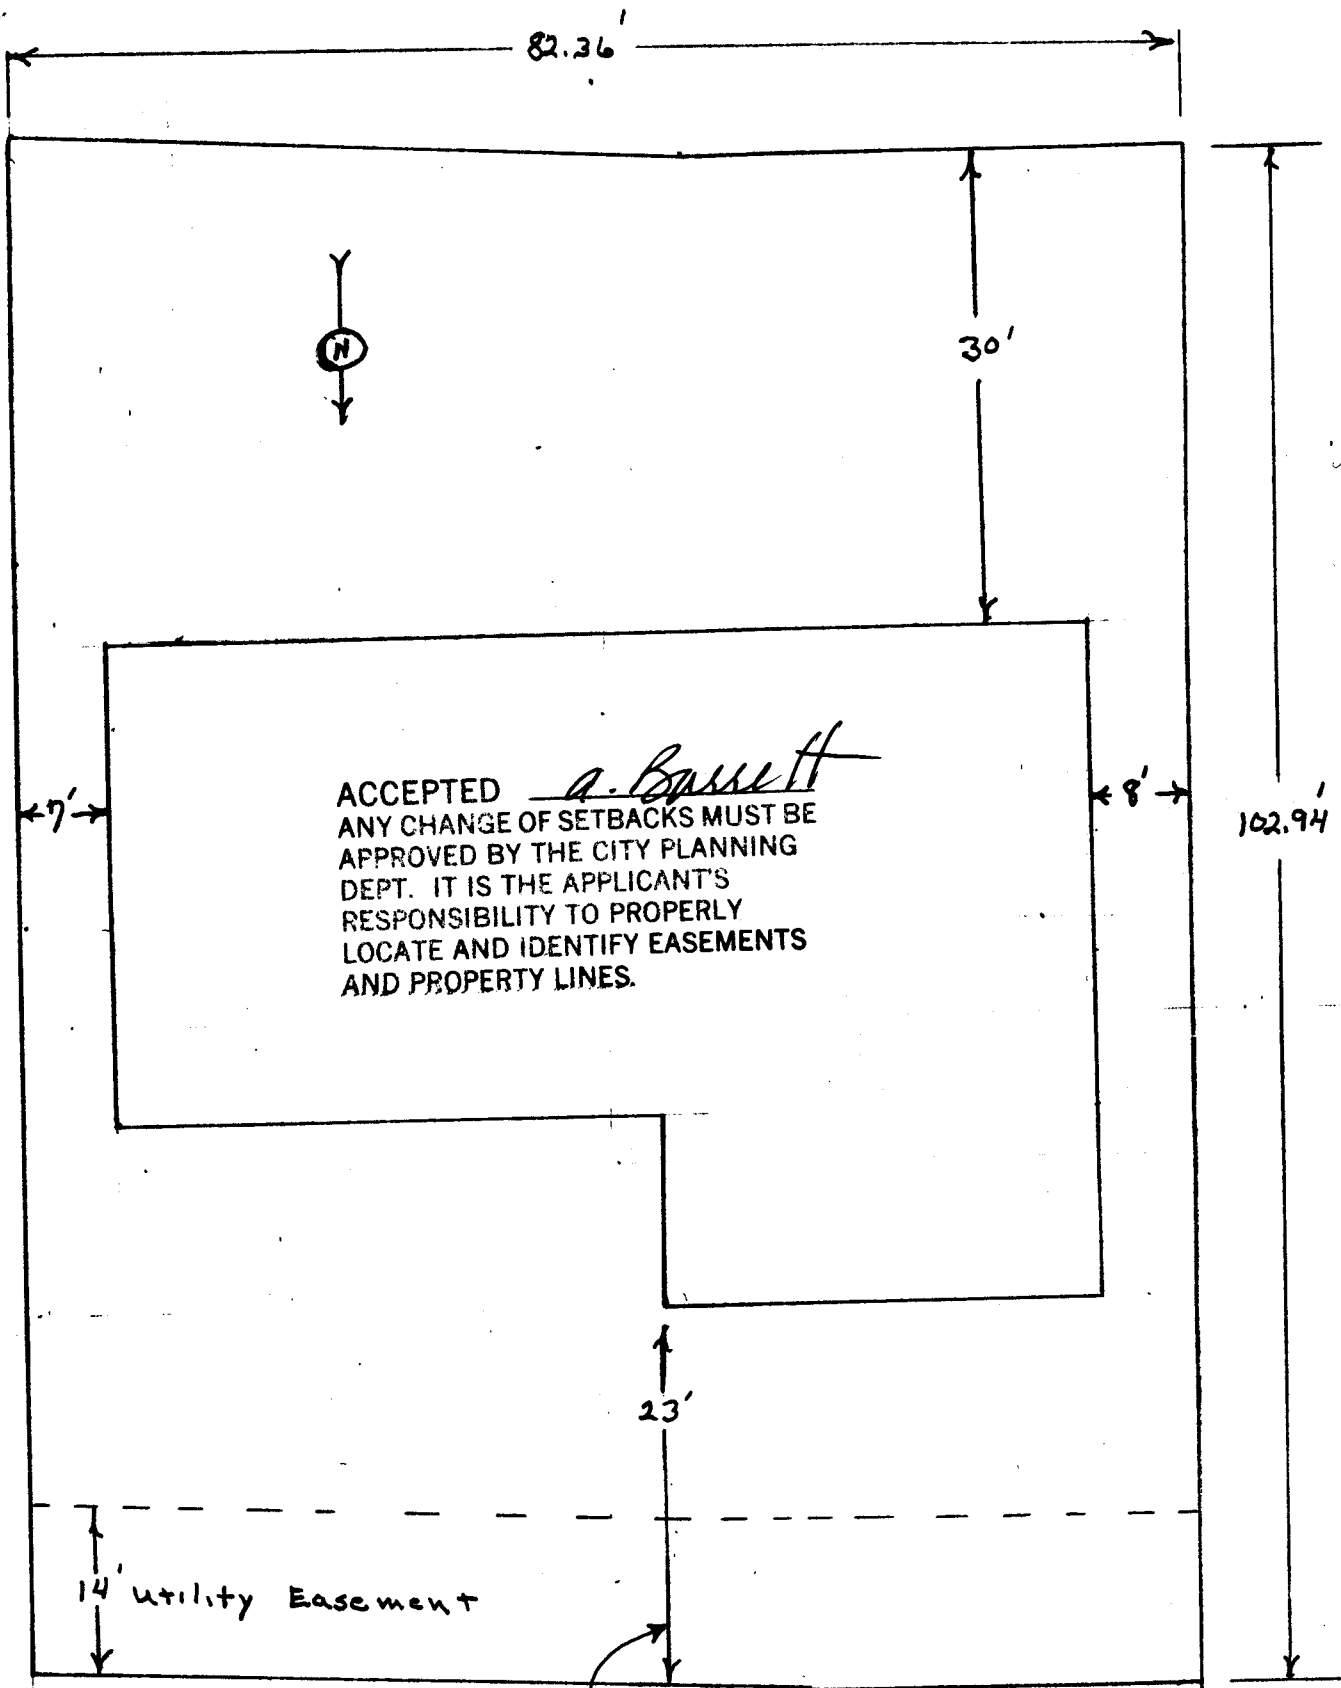 82.36'
N
30'
ACCEPTED a. Bassett
ANY CHANGE OF SETBACKS MUST BE
APPROVED BY THE CITY PLANNING
DEPT. IT IS THE APPLICANT'S
RESPONSIBILITY TO PROPERLY
LOCATE AND IDENTIFY EASEMENTS
AND PROPERTY LINES.
7'
8'
102.94'
23'
14' utility Easement